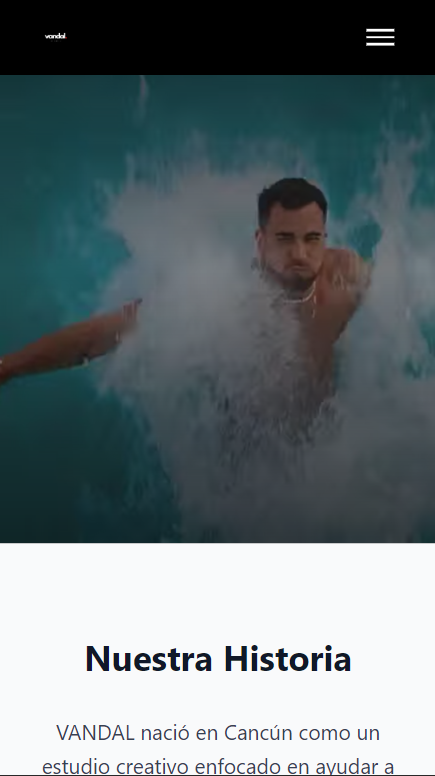 vandal.
Nuestra Historia
VANDAL nació en Cancún como un
estudio creativo enfocado en ayudar a